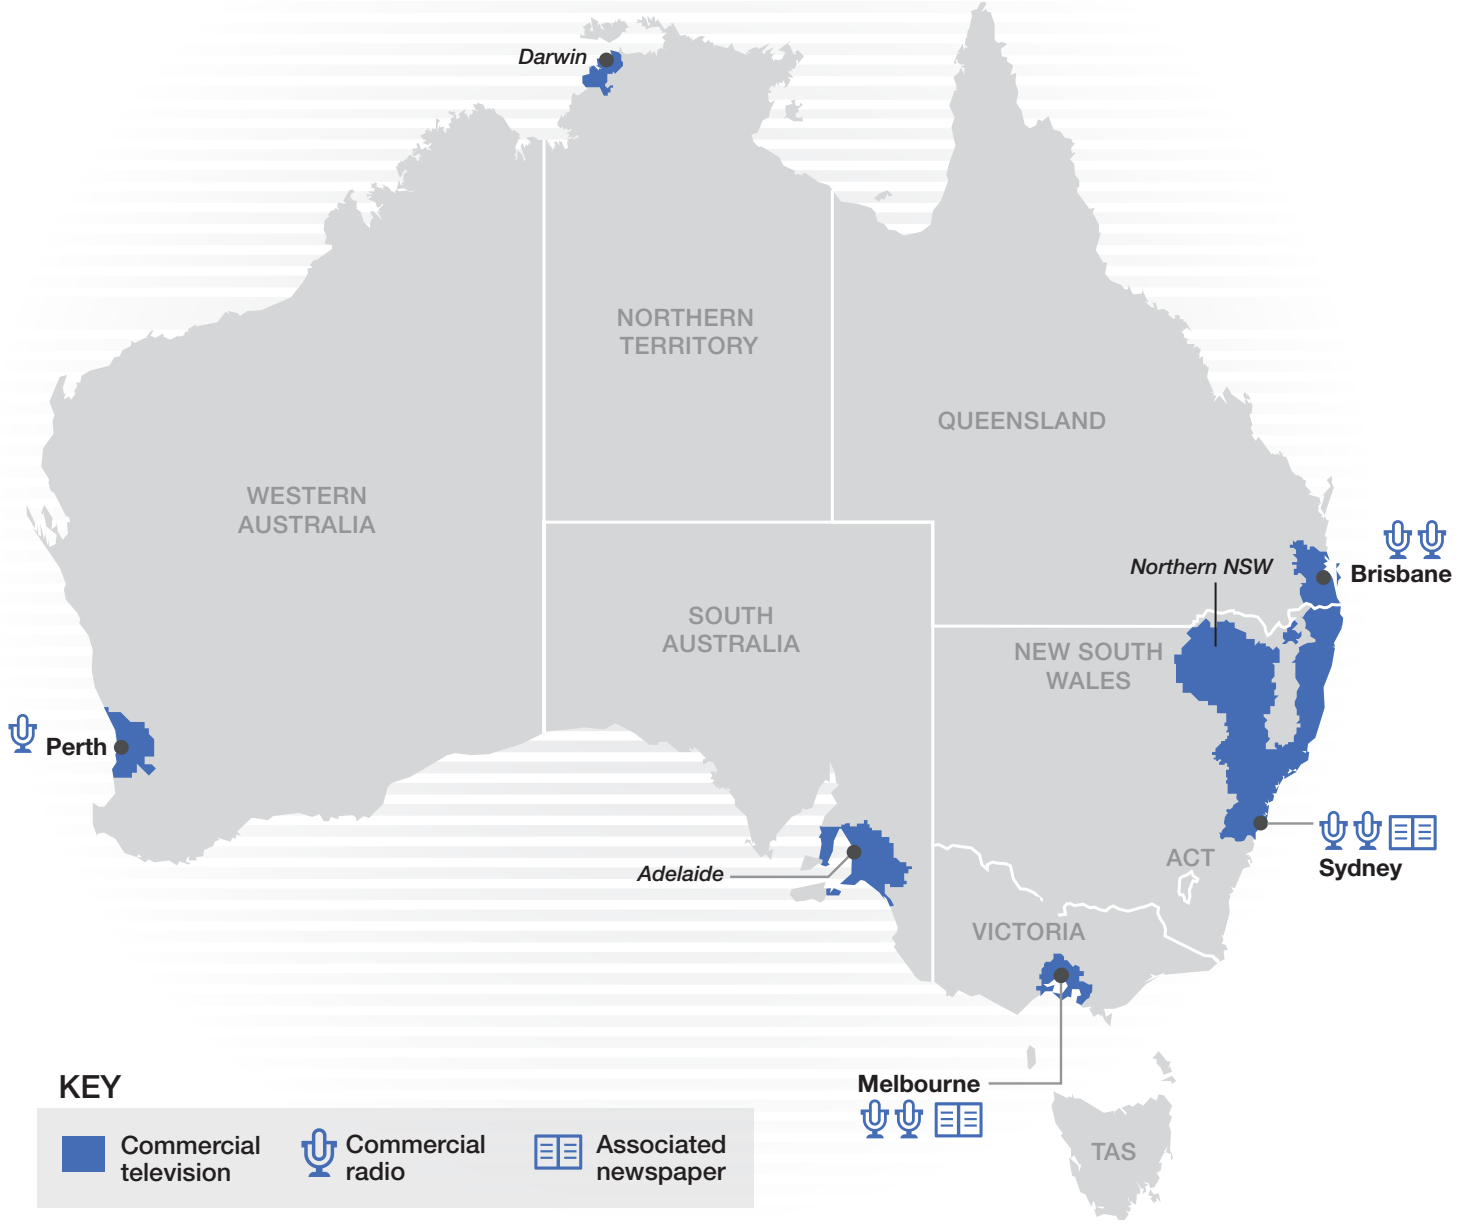 Darwin
NORTHERN
TERRITORY
QUEENSLAND
WESTERN
AUSTRALIA
Northern NSW
Brisbane
SOUTH
AUSTRALIA
NEW SOUTH
WALES
Perth
Adelaide
ACT
Sydney
VICTORIA
Melbourne
TAS
KEY
Commercial
television
Commercial
radio
Associated
newspaper